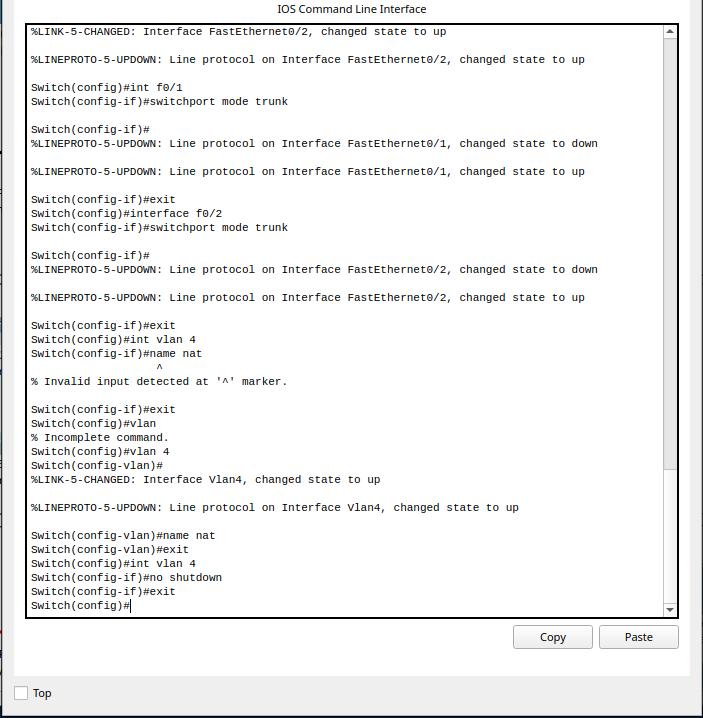 IOS Command Line Interface
%LINK-5-CHANGED: Interface FastEthernet0/2, changed state to up
%LINEPROTO-5-UPDOWN: Line protocol on Interface FastEthernet0/2, changed state to up
Switch(config)#int f0/1
Switch(config-if)#switchport mode trunk
Switch(config-if)#
%LINEPROTO-5-UPDOWN: Line protocol on Interface FastEthernet0/1, changed state to down
%LINEPROTO-5-UPDOWN: Line protocol on Interface FastEthernet0/1, changed state to up
Switch(config-if)#exit
Switch(config)#interface f0/2
Switch(config-if)#switchport mode trunk
Switch(config-if)#
%LINEPROTO-5-UPDOWN: Line protocol on Interface FastEthernet0/2, changed state to down
%LINEPROTO-5-UPDOWN: Line protocol on Interface FastEthernet0/2, changed state to up
Switch(config-if)#exit
Switch(config)#int vlan 4
Switch(config-if)#name nat
^
% Invalid input detected at '^' marker.
Switch(config-if)#exit
Switch(config)#vlan
% Incomplete command.
Switch(config)#vlan 4
Switch(config-vlan)#
%LINK-5-CHANGED: Interface Vlan4, changed state to up
%LINEPROTO-5-UPDOWN: Line protocol on Interface Vlan4, changed state to up
Switch(config-vlan)#name nat
Switch(config-vlan)#exit
Switch(config)#int vlan 4
Switch(config-if)#no shutdown
Switch(config-if)#exit
Switch(config)#
Copy
Paste
Top